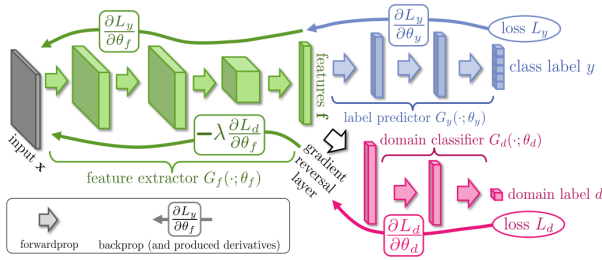 ∂L_y/∂θ_f
∂L_y/∂θ_y
loss L_y
class label y
features f
label predictor G_y(·; θ_y)
input x
−λ ∂L_d/∂θ_f
feature extractor G_f(·; θ_f)
gradient
reversal
layer
domain classifier G_d(·; θ_d)
domain label d
∂L_d/∂θ_d
loss L_d
forwardprop
∂L_y/∂θ_f
backprop (and produced derivatives)